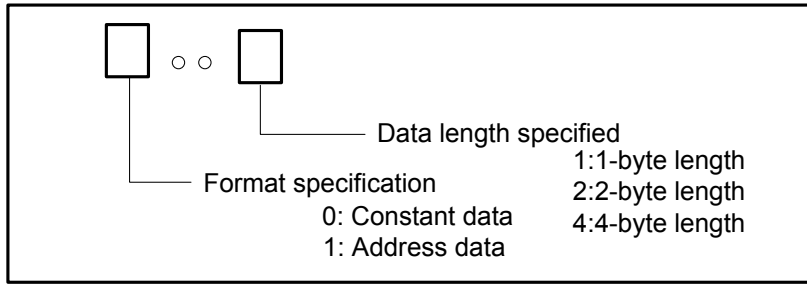 Data length specified
1:1-byte length
2:2-byte length
4:4-byte length
Format specification
0: Constant data
1: Address data